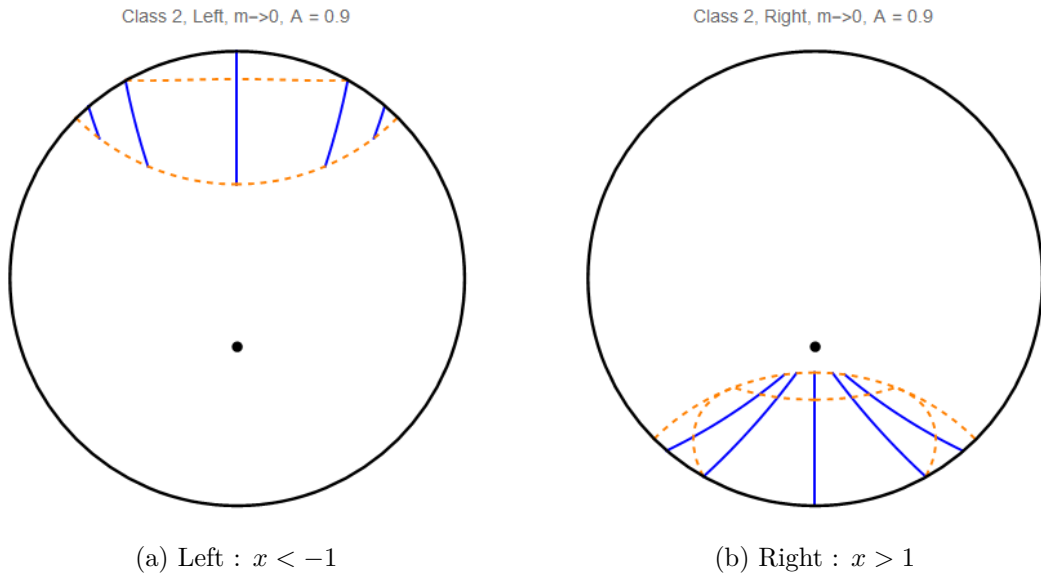 Class 2, Left, m->0, A = 0.9
Class 2, Right, m->0, A = 0.9
(a) Left : x < −1
(b) Right : x > 1